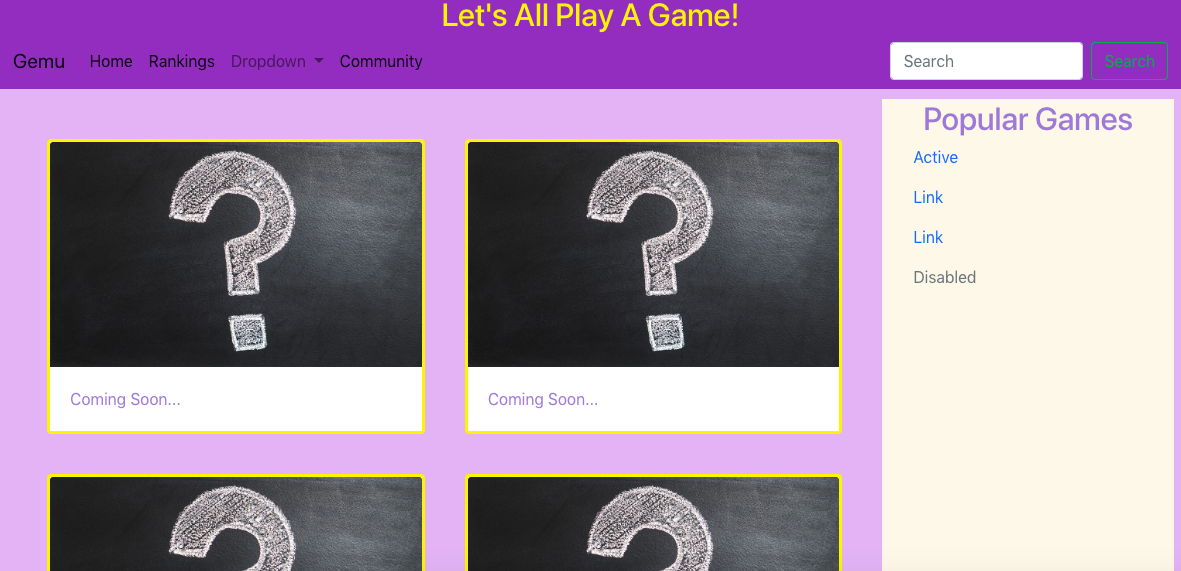 Let's All Play A Game!
Gemu Home Rankings Dropdown Community Search Search
Popular Games
Active
Link
Link
Disabled
Coming Soon... Coming Soon...